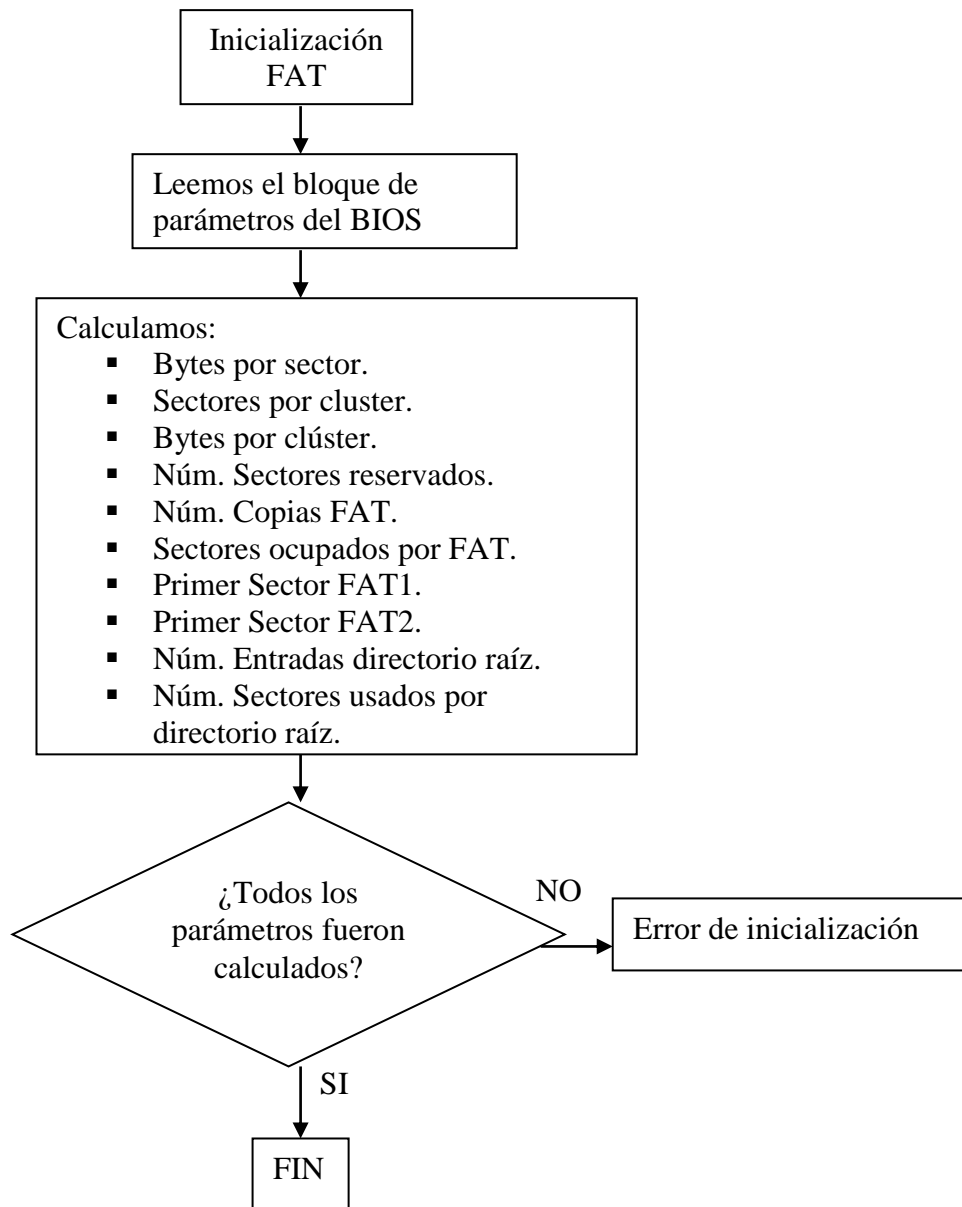 Inicialización
FAT
Leemos el bloque de
parámetros del BIOS
Calculamos:
▪ Bytes por sector.
▪ Sectores por cluster.
▪ Bytes por clúster.
▪ Núm. Sectores reservados.
▪ Núm. Copias FAT.
▪ Sectores ocupados por FAT.
▪ Primer Sector FAT1.
▪ Primer Sector FAT2.
▪ Núm. Entradas directorio raíz.
▪ Núm. Sectores usados por
directorio raíz.
¿Todos los
parámetros fueron
calculados?
NO
Error de inicialización
SI
FIN